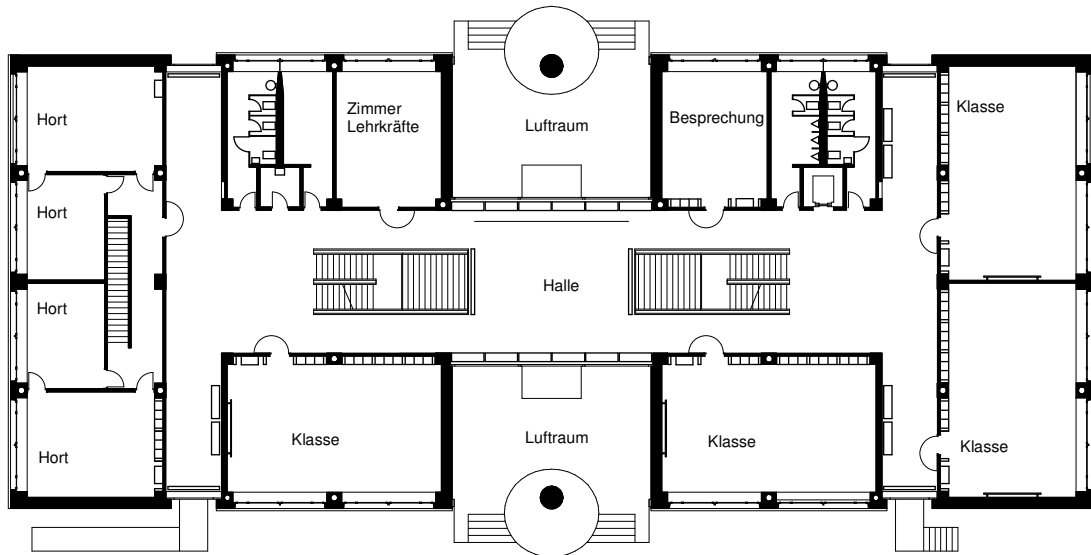 Hort
Zimmer
Lehrkräfte
Luftraum
Besprechung
Klasse
Hort
Halle
Hort
Klasse
Luftraum
Klasse
Klasse
Hort